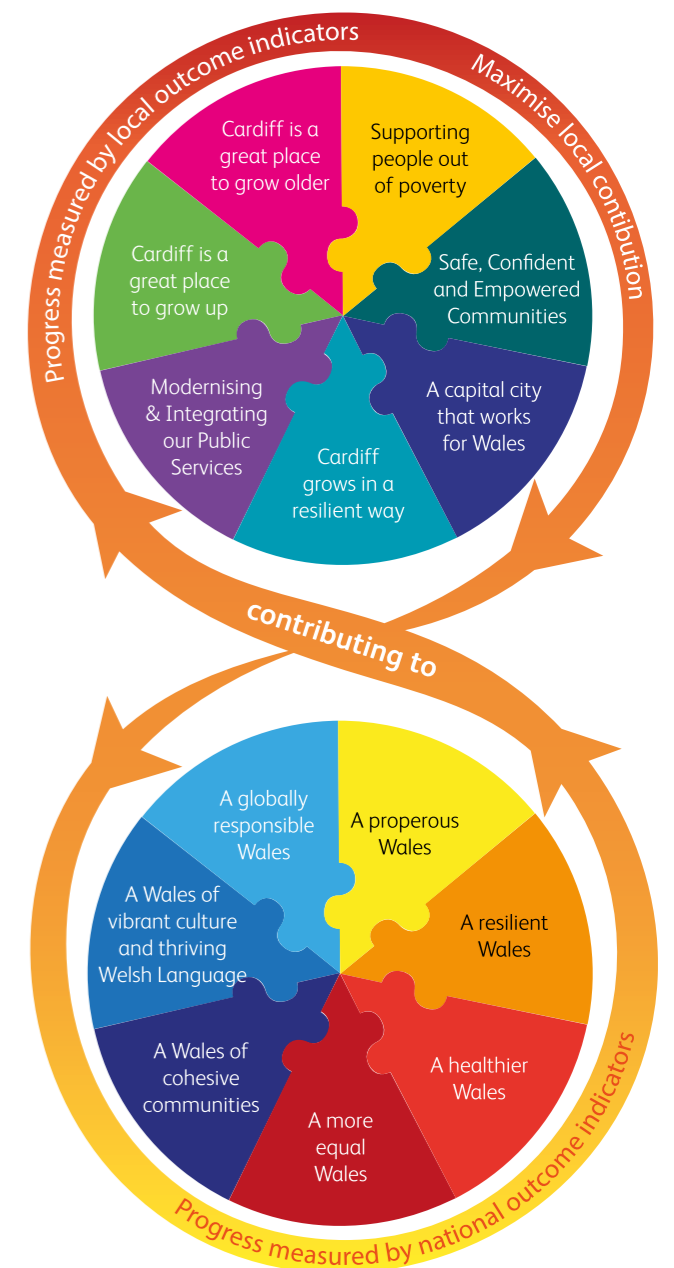 Progress measured by local outcome indicators
Maximise local contibution
Cardiff is a
great place
to grow older
Supporting
people out
of poverty
Safe, Confident
and Empowered
Communities
A capital city
that works
for Wales
Cardiff
grows in a
resilient way
Modernising
& Integrating
our Public
Services
Cardiff is a
great place
to grow up
contributing to
A globally
responsible
Wales
A properous
Wales
A resilient
Wales
A healthier
Wales
A more
equal
Wales
A Wales of
cohesive
communities
A Wales of
vibrant culture
and thriving
Welsh Language
Progress measured by national outcome indicators